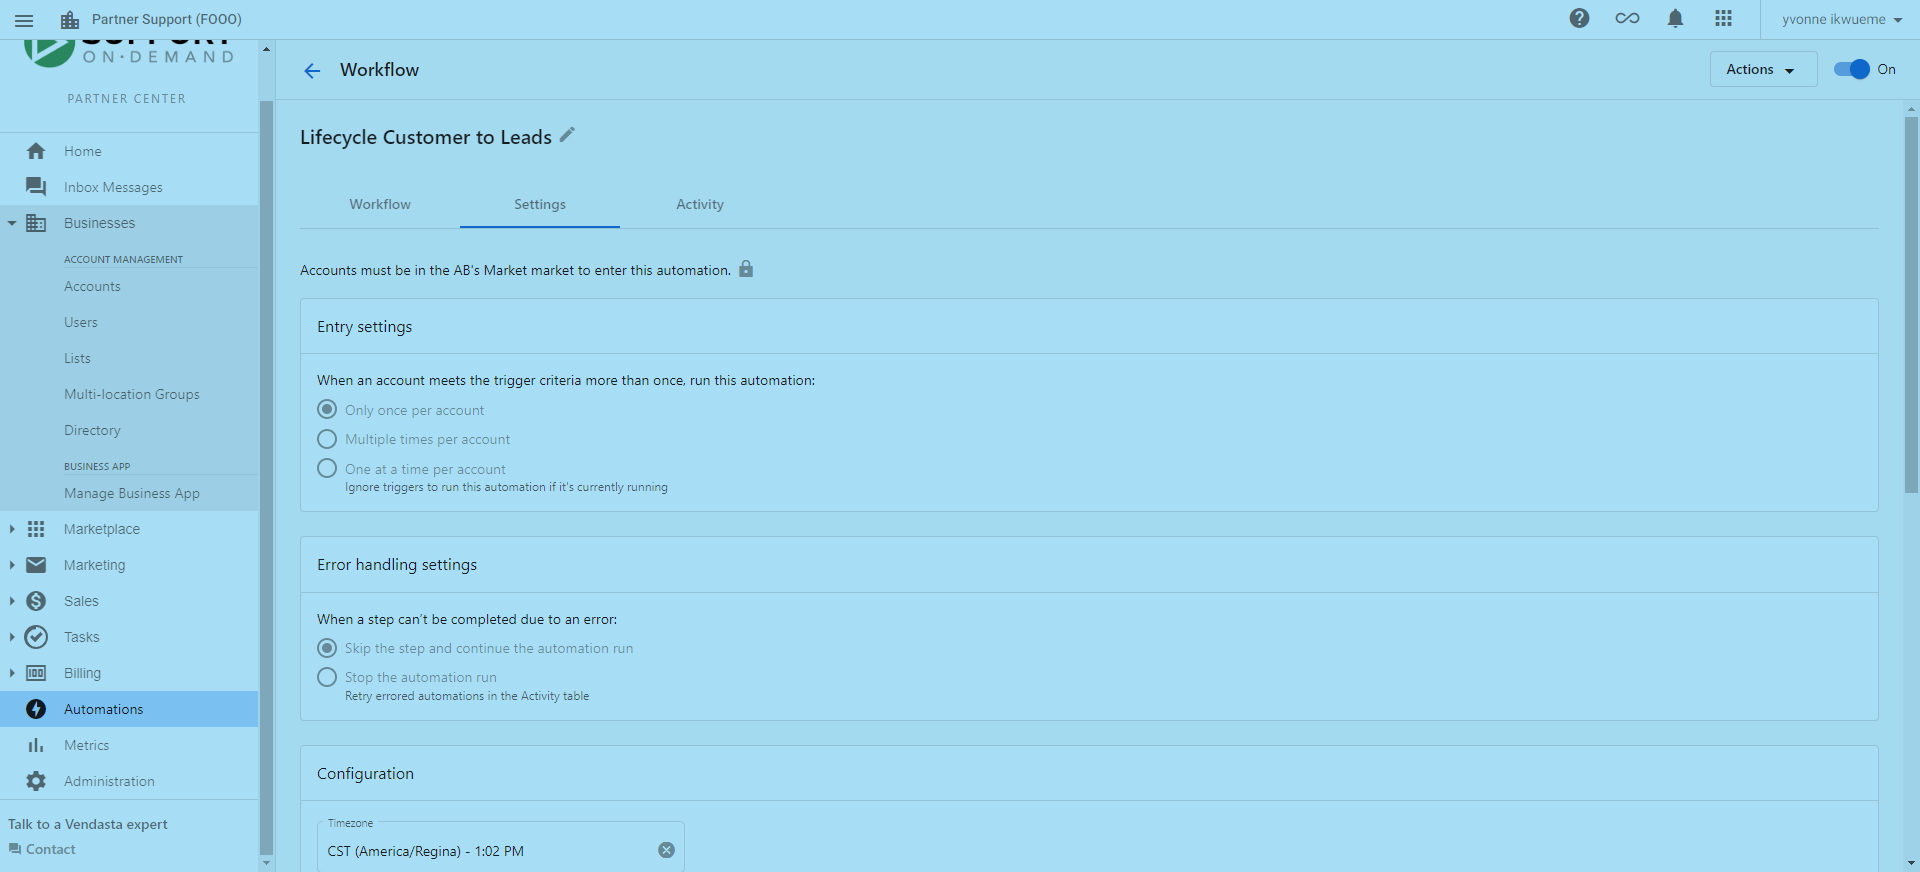 Partner Support (FOOO)
yvonne ikwueme
SUPPORT
ON·DEMAND
PARTNER CENTER
Home
Inbox Messages
Businesses
ACCOUNT MANAGEMENT
Accounts
Users
Lists
Multi-location Groups
Directory
BUSINESS APP
Manage Business App
Marketplace
Marketing
Sales
Tasks
Billing
Automations
Metrics
Administration
Talk to a Vendasta expert
Contact
Workflow
Actions
On
Lifecycle Customer to Leads
Workflow
Settings
Activity
Accounts must be in the AB's Market market to enter this automation.
Entry settings
When an account meets the trigger criteria more than once, run this automation:
Only once per account
Multiple times per account
One at a time per account
Ignore triggers to run this automation if it's currently running
Error handling settings
When a step can't be completed due to an error:
Skip the step and continue the automation run
Stop the automation run
Retry errored automations in the Activity table
Configuration
Timezone
CST (America/Regina) - 1:02 PM